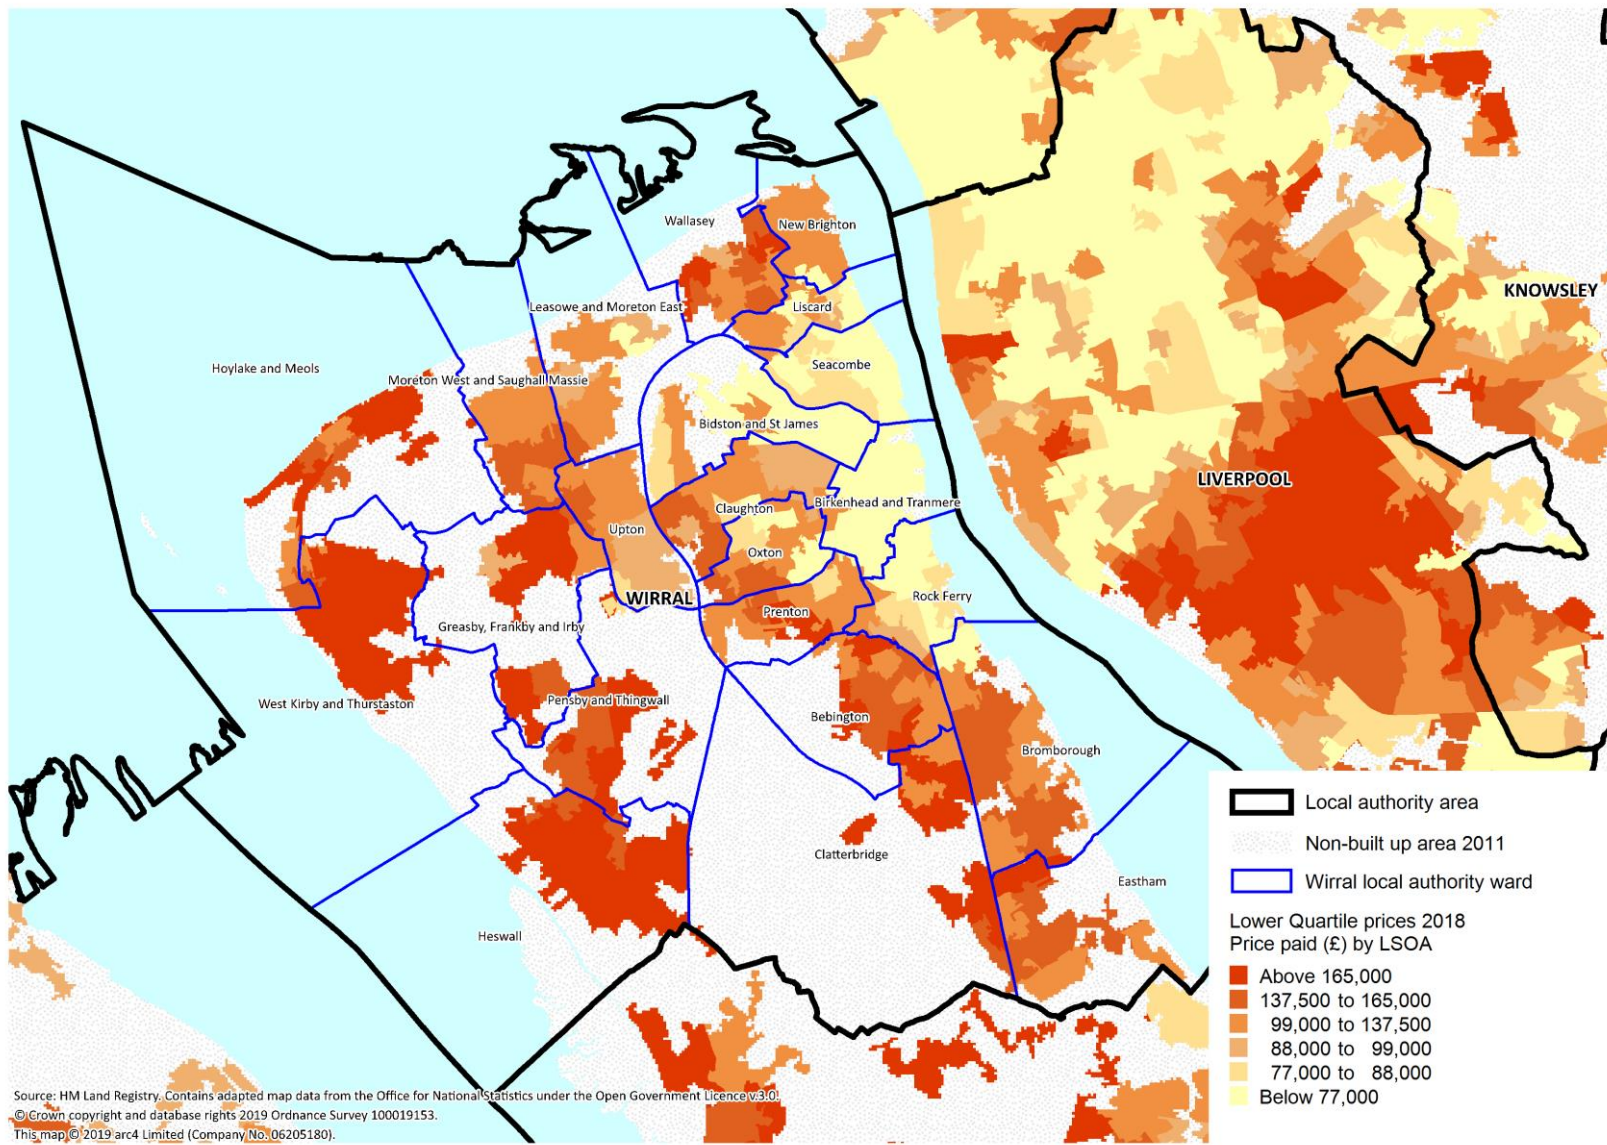 Wallasey
New Brighton
KNOWSLEY
Leasowe and Moreton East
Liscard
Hoylake and Meols
Moreton West and Saughall Massie
Seacombe
Bidston and St James
LIVERPOOL
Claughton
Birkenhead and Tranmere
Upton
Oxton
WIRRAL
Prenton
Rock Ferry
Greasby, Frankby and Irby
West Kirby and Thurstaston
Pensby and Thingwall
Bebington
Bromborough
Clatterbridge
Eastham
Heswall
Local authority area
Non-built up area 2011
Wirral local authority ward
Lower Quartile prices 2018
Price paid (£) by LSOA
Above 165,000
137,500 to 165,000
99,000 to 137,500
88,000 to 99,000
77,000 to 88,000
Below 77,000
Source: HM Land Registry. Contains adapted map data from the Office for National Statistics under the Open Government Licence v.3.0.
© Crown copyright and database rights 2019 Ordnance Survey 100019153.
This map © 2019 arc4 Limited (Company No. 06205180).